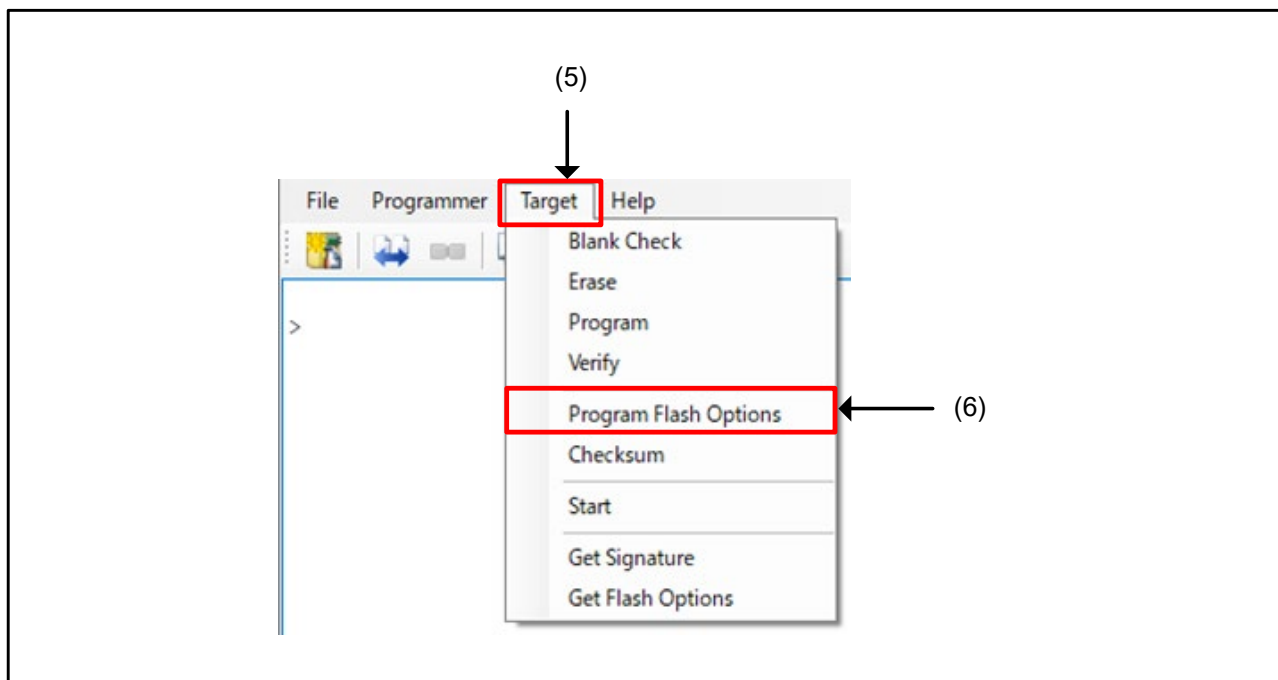 (5)
File Programmer Target Help
Blank Check
Erase
>
Program
Verify
Program Flash Options
(6)
Checksum
Start
Get Signature
Get Flash Options